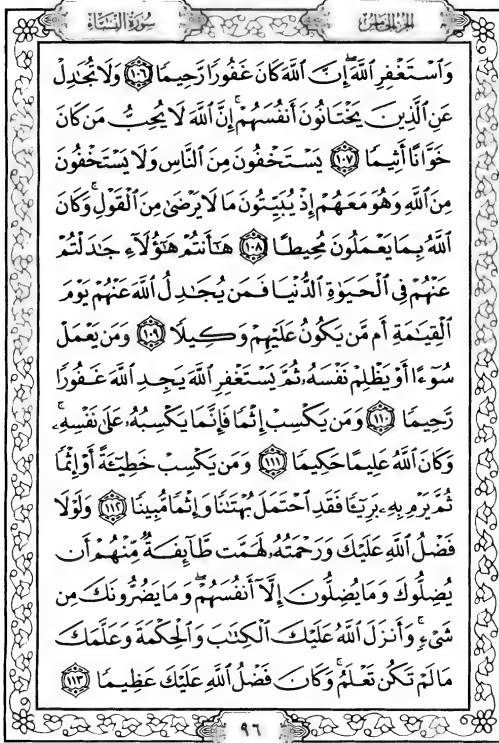 سُورَةُ النِّسَاءِ
الجزء الخامس
وَٱسْتَغْفِرِ ٱللَّهَ ۖ إِنَّ ٱللَّهَ كَانَ غَفُورًا رَّحِيمًا ١٠٦ وَلَا تُجَٰدِلْ
عَنِ ٱلَّذِينَ يَخْتَانُونَ أَنفُسَهُمْ ۚ إِنَّ ٱللَّهَ لَا يُحِبُّ مَن كَانَ
خَوَّانًا أَثِيمًا ١٠٧ يَسْتَخْفُونَ مِنَ ٱلنَّاسِ وَلَا يَسْتَخْفُونَ
مِنَ ٱللَّهِ وَهُوَ مَعَهُمْ إِذْ يُبَيِّتُونَ مَا لَا يَرْضَىٰ مِنَ ٱلْقَوْلِ ۚ وَكَانَ
ٱللَّهُ بِمَا يَعْمَلُونَ مُحِيطًا ١٠٨ هَٰٓأَنتُمْ هَٰٓؤُلَآءِ جَٰدَلْتُمْ
عَنْهُمْ فِى ٱلْحَيَوٰةِ ٱلدُّنْيَا فَمَن يُجَٰدِلُ ٱللَّهَ عَنْهُمْ يَوْمَ
ٱلْقِيَٰمَةِ أَم مَّن يَكُونُ عَلَيْهِمْ وَكِيلًا ١٠٩ وَمَن يَعْمَلْ
سُوٓءًا أَوْ يَظْلِمْ نَفْسَهُۥ ثُمَّ يَسْتَغْفِرِ ٱللَّهَ يَجِدِ ٱللَّهَ غَفُورًا
رَّحِيمًا ١١٠ وَمَن يَكْسِبْ إِثْمًا فَإِنَّمَا يَكْسِبُهُۥ عَلَىٰ نَفْسِهِۦ ۚ
وَكَانَ ٱللَّهُ عَلِيمًا حَكِيمًا ١١١ وَمَن يَكْسِبْ خَطِيٓـَٔةً أَوْ إِثْمًا
ثُمَّ يَرْمِ بِهِۦ بَرِيٓـًٔا فَقَدِ ٱحْتَمَلَ بُهْتَٰنًا وَإِثْمًا مُّبِينًا ١١٢ وَلَوْلَا
فَضْلُ ٱللَّهِ عَلَيْكَ وَرَحْمَتُهُۥ لَهَمَّت طَّآئِفَةٌ مِّنْهُمْ أَن
يُضِلُّوكَ وَمَا يُضِلُّونَ إِلَّآ أَنفُسَهُمْ ۖ وَمَا يَضُرُّونَكَ مِن
شَىْءٍ ۚ وَأَنزَلَ ٱللَّهُ عَلَيْكَ ٱلْكِتَٰبَ وَٱلْحِكْمَةَ وَعَلَّمَكَ
مَا لَمْ تَكُن تَعْلَمُ ۚ وَكَانَ فَضْلُ ٱللَّهِ عَلَيْكَ عَظِيمًا ١١٣
٩٦